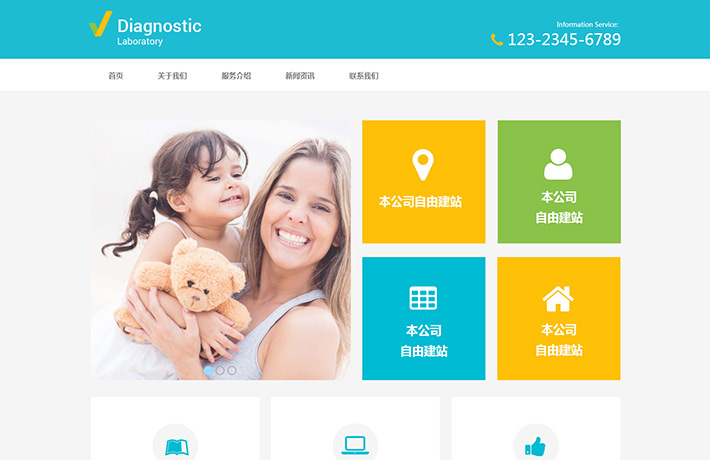 Diagnostic
Laboratory
Information Service:
123-2345-6789
首页 关于我们 服务介绍 新闻资讯 联系我们
本公司自由建站
本公司
自由建站
本公司
自由建站
本公司
自由建站